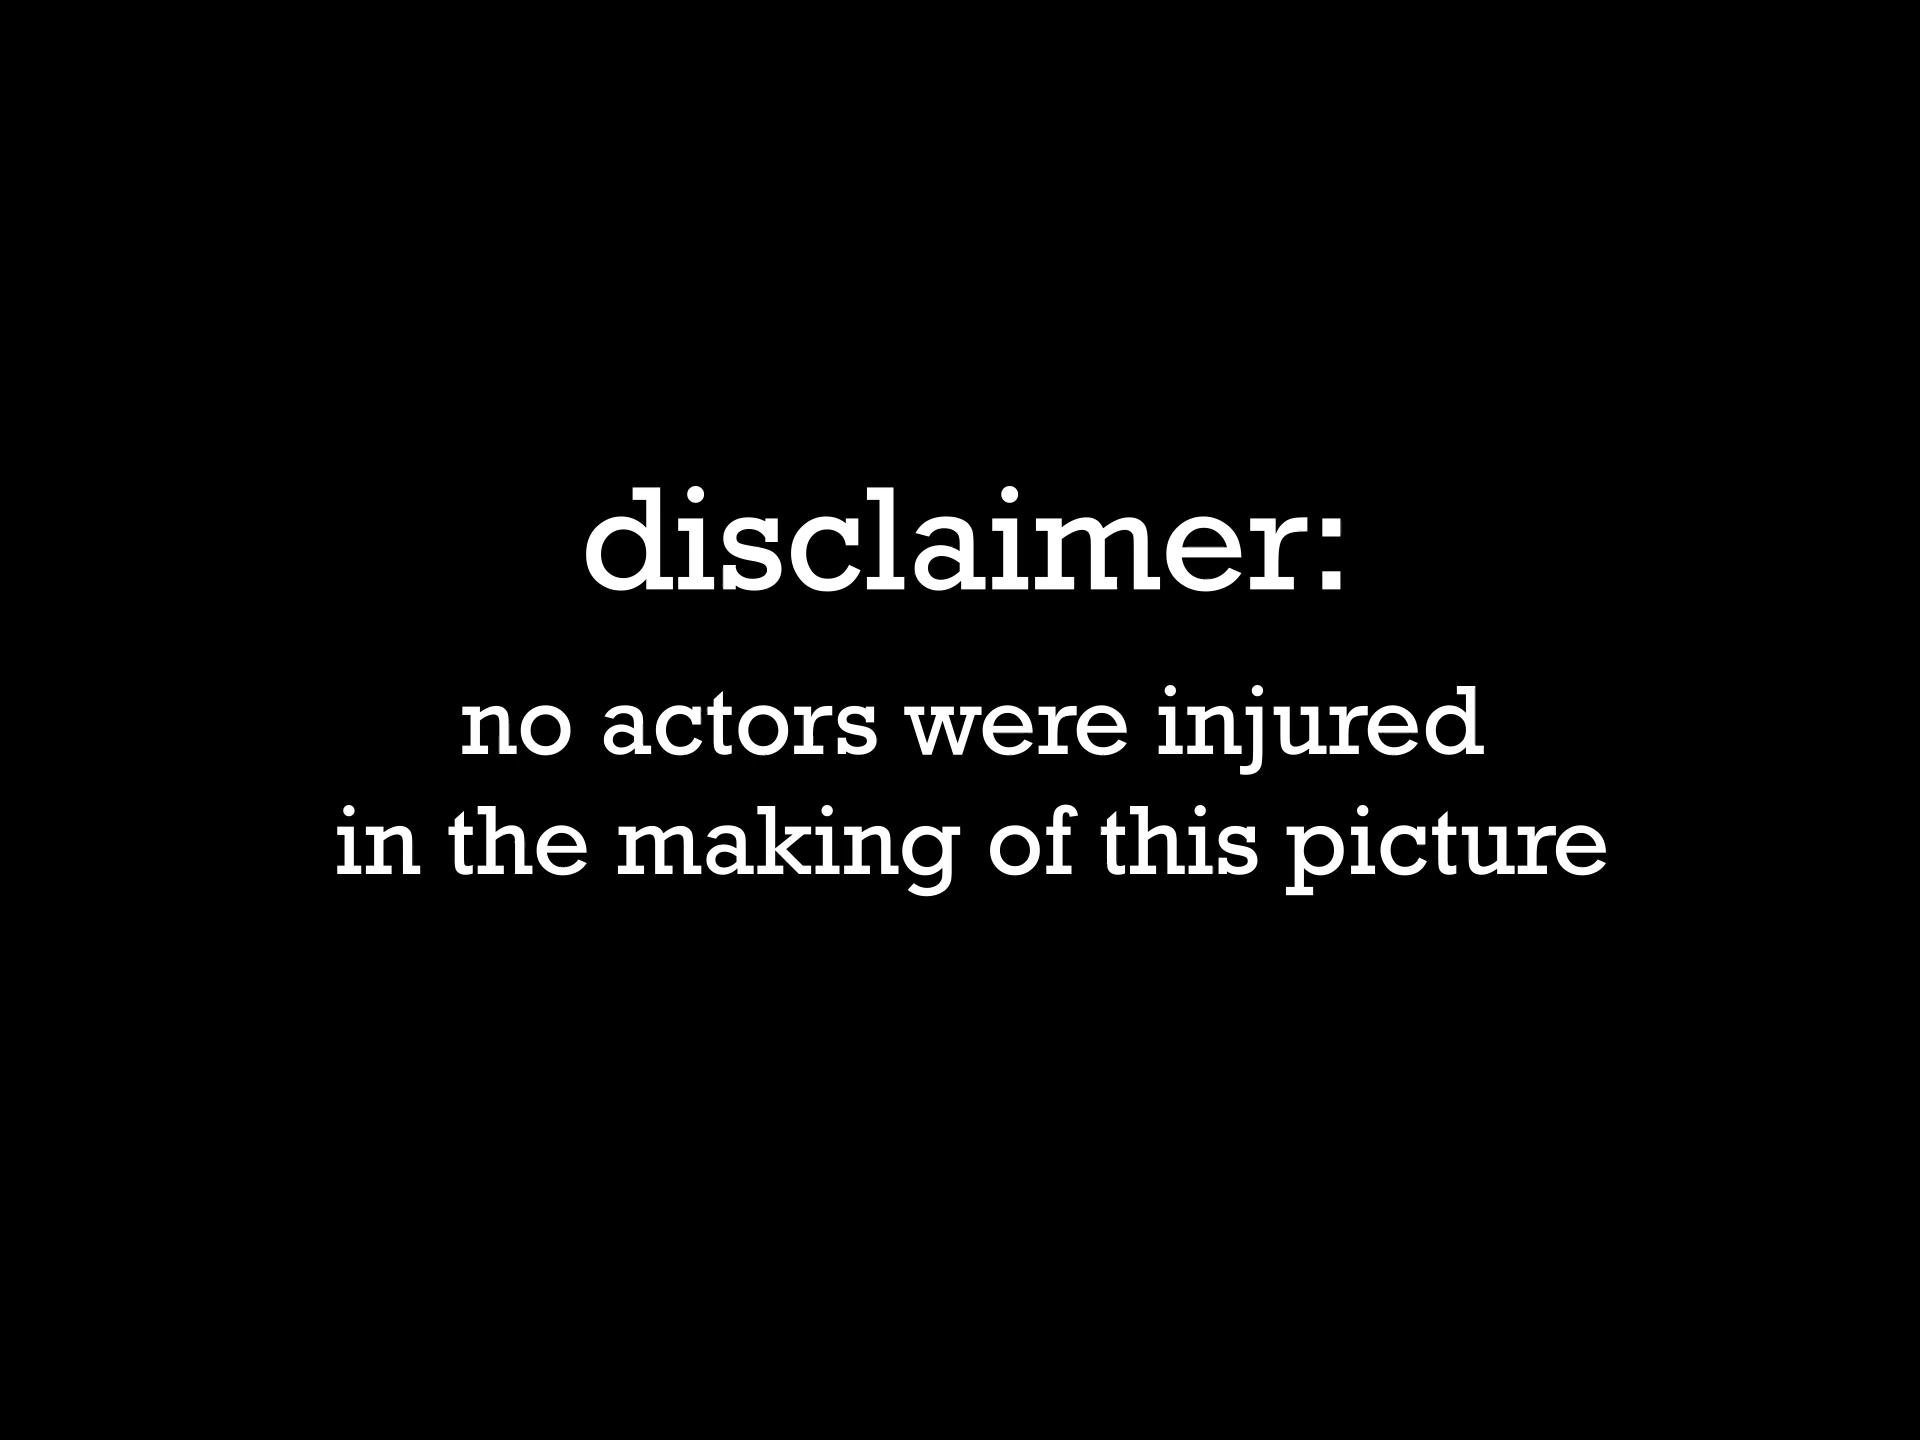 disclaimer:
no actors were injured
in the making of this picture